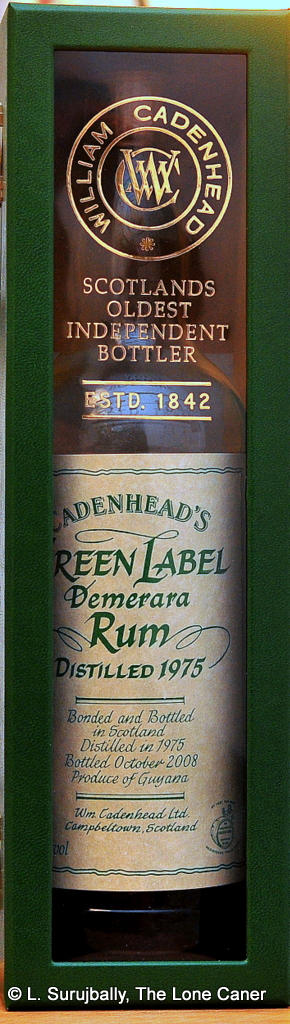 WILLIAM CADENHEAD
WC
SCOTLANDS
OLDEST
INDEPENDENT
BOTTLER
ESTD. 1842
CADENHEAD'S
REEN LABEL
Demerara
Rum
DISTILLED 1975
Bonded and Bottled
in Scotland
Distilled in 1975
Bottled October 2008
Produce of Guyana
Wm. Cadenhead Ltd.
Campbeltown, Scotland
vol
© L. Surujbally, The Lone Caner